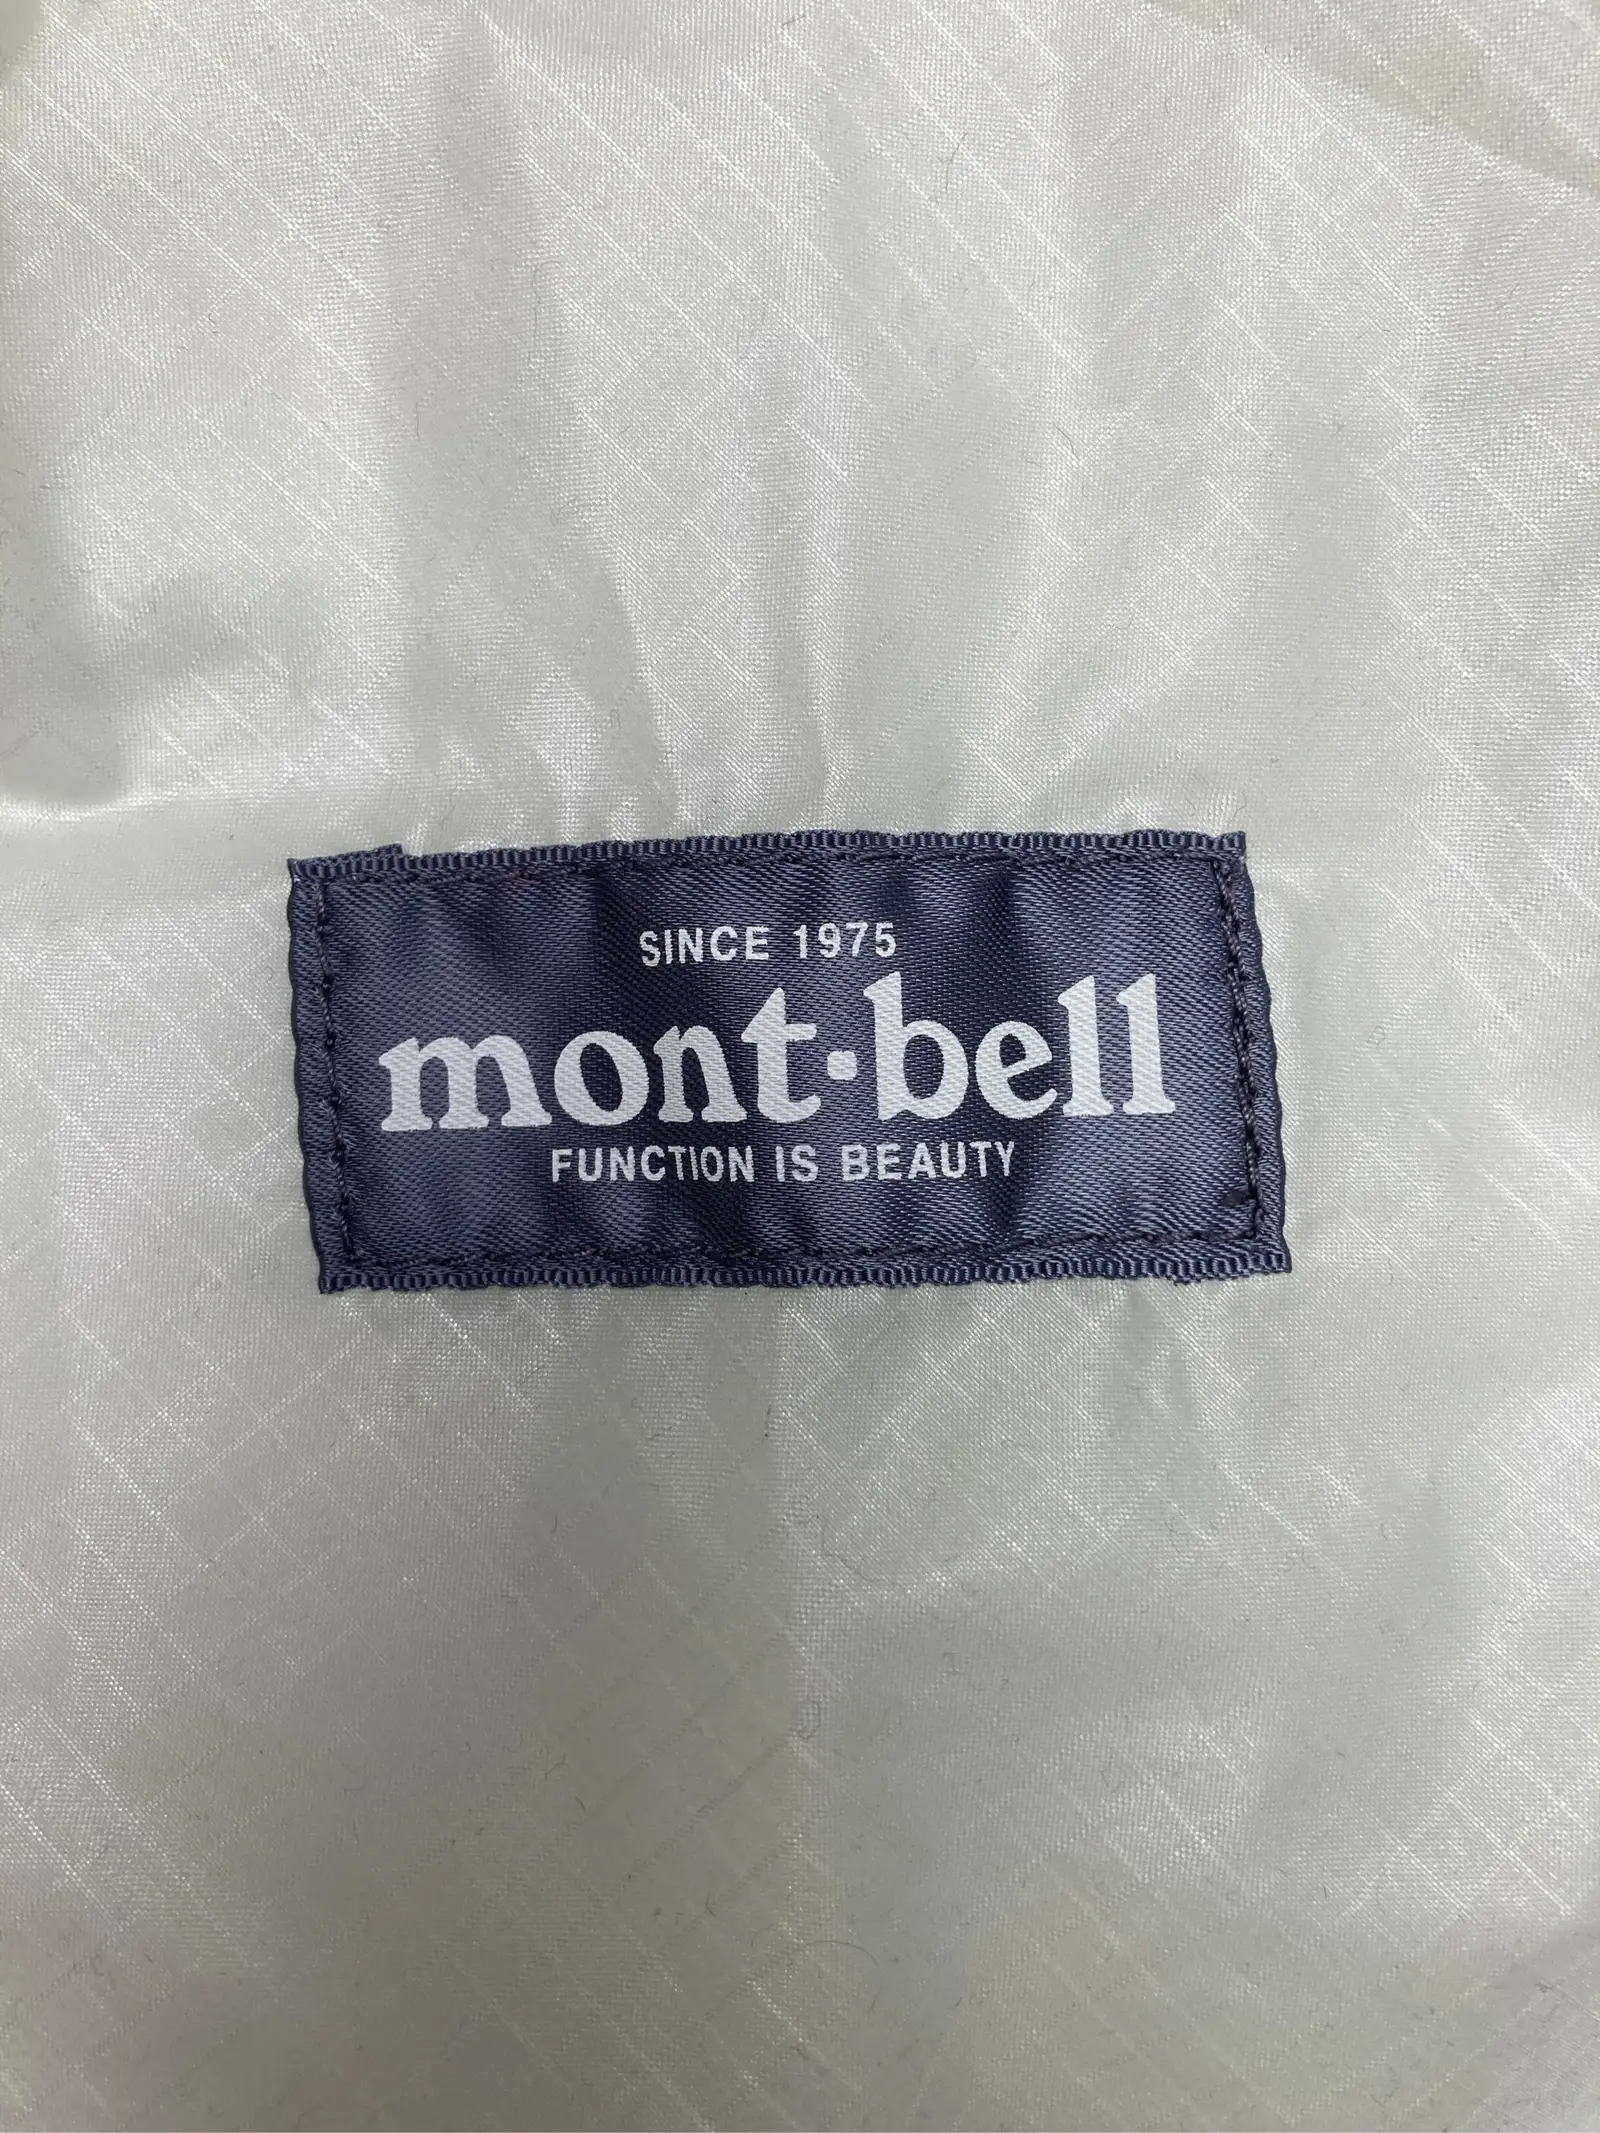 SINCE 1975
mont·bell
FUNCTION IS BEAUTY